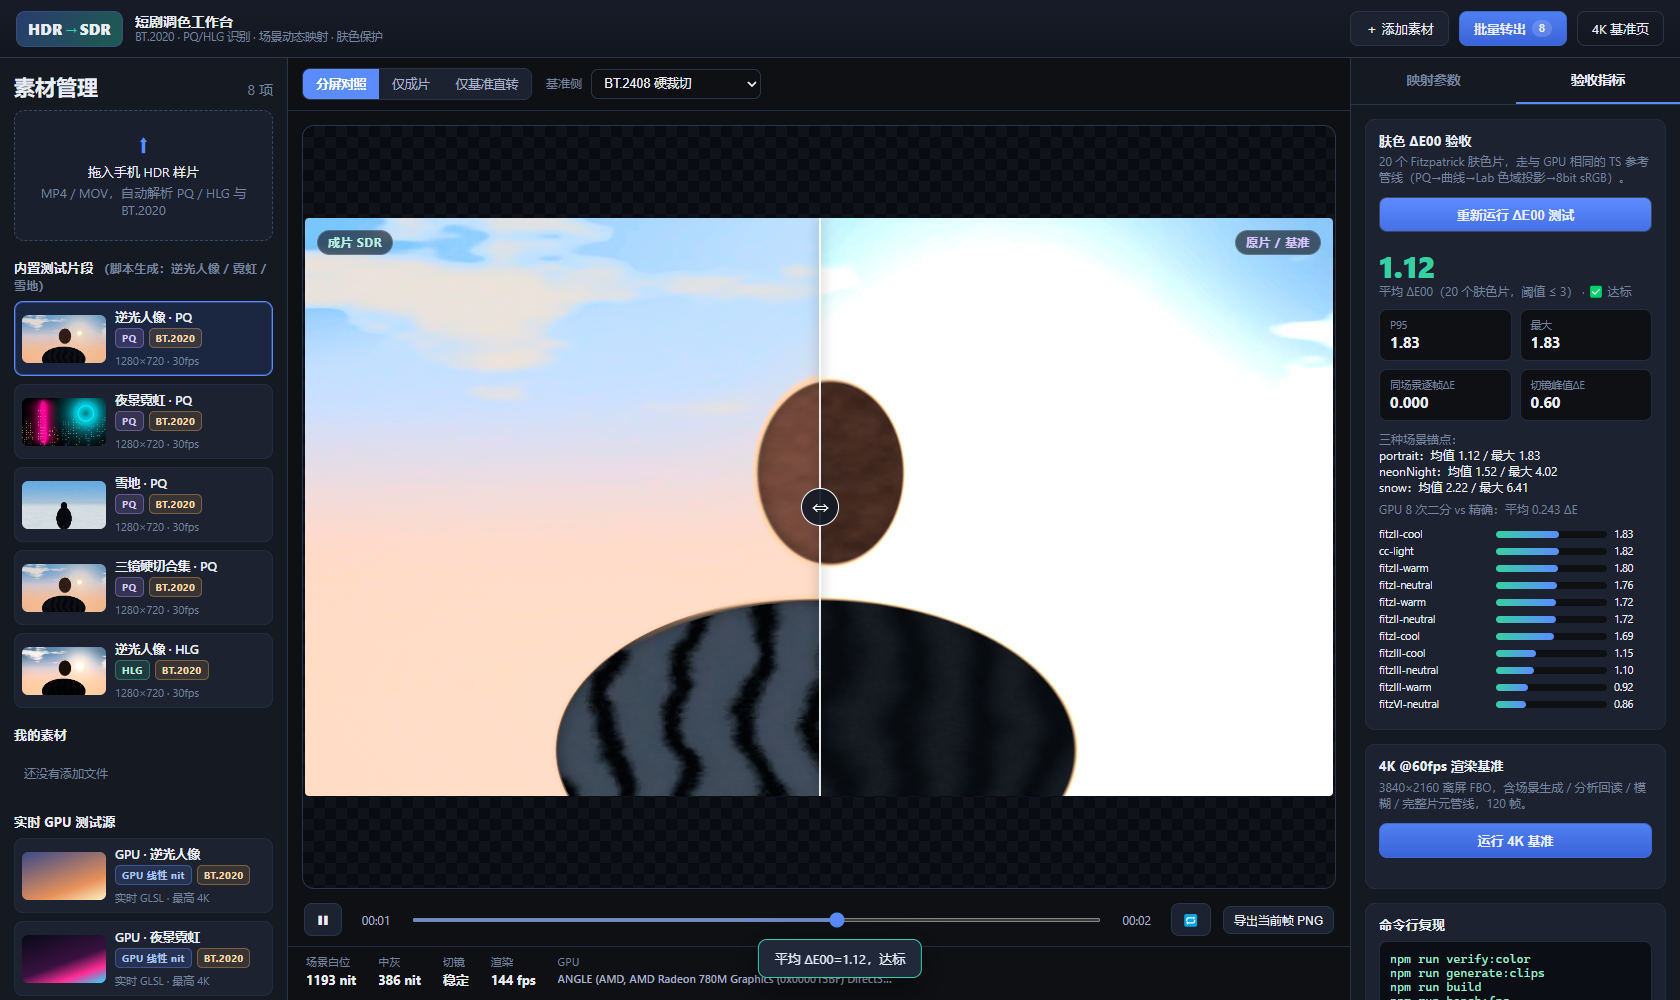 HDR→SDR
短剧调色工作台
BT.2020 · PQ/HLG 识别 · 场景动态映射 · 肤色保护
+ 添加素材
批量转出 8
4K 基准页
素材管理
8 项
⬆
拖入手机 HDR 样片
MP4 / MOV，自动解析 PQ / HLG 与
BT.2020
内置测试片段 （脚本生成：逆光人像 / 霓虹 /
雪地）
逆光人像 · PQ
PQ BT.2020
1280×720 · 30fps
夜景霓虹 · PQ
PQ BT.2020
1280×720 · 30fps
雪地 · PQ
PQ BT.2020
1280×720 · 30fps
三镜硬切合集 · PQ
PQ BT.2020
1280×720 · 30fps
逆光人像 · HLG
HLG BT.2020
1280×720 · 30fps
我的素材
还没有添加文件
实时 GPU 测试源
GPU · 逆光人像
GPU 线性 nit BT.2020
实时 GLSL · 最高 4K
GPU · 夜景霓虹
GPU 线性 nit BT.2020
实时 GLSL · 最高 4K
分屏对照 仅成片 仅基准直转 基准侧 BT.2408 硬裁切
成片 SDR
原片 / 基准
00:01
00:02
导出当前帧 PNG
场景白位 中灰 切镜 渲染 GPU
1193 nit 386 nit 稳定 144 fps ANGLE (AMD, AMD Radeon 780M Graphics
平均 ΔE00=1.12，达标
映射参数 验收指标
肤色 ΔE00 验收
20 个 Fitzpatrick 肤色片，走与 GPU 相同的 TS 参考
管线（PQ→曲线→Lab 色域投影→8bit sRGB）。
重新运行 ΔE00 测试
1.12
平均 ΔE00（20 个肤色片，阈值 ≤ 3） · ✅ 达标
P95
1.83
最大
1.83
同场景逐帧ΔE
0.000
切镜峰值ΔE
0.60
三种场景锚点：
portrait：均值 1.12 / 最大 1.83
neonNight：均值 1.52 / 最大 4.02
snow：均值 2.22 / 最大 6.41
GPU 8 次二分 vs 精确：平均 0.243 ΔE
fitzII-cool 1.83
cc-light 1.82
fitzII-warm 1.80
fitzI-neutral 1.76
fitzI-warm 1.72
fitzII-neutral 1.72
fitzI-cool 1.69
fitzIII-cool 1.15
fitzIII-neutral 1.10
fitzIII-warm 0.92
fitzVI-neutral 0.86
4K @60fps 渲染基准
3840×2160 离屏 FBO，含场景生成 / 分析回读 / 模
糊 / 完整片元管线，120 帧。
运行 4K 基准
命令行复现
npm run verify:color
npm run generate:clips
npm run build